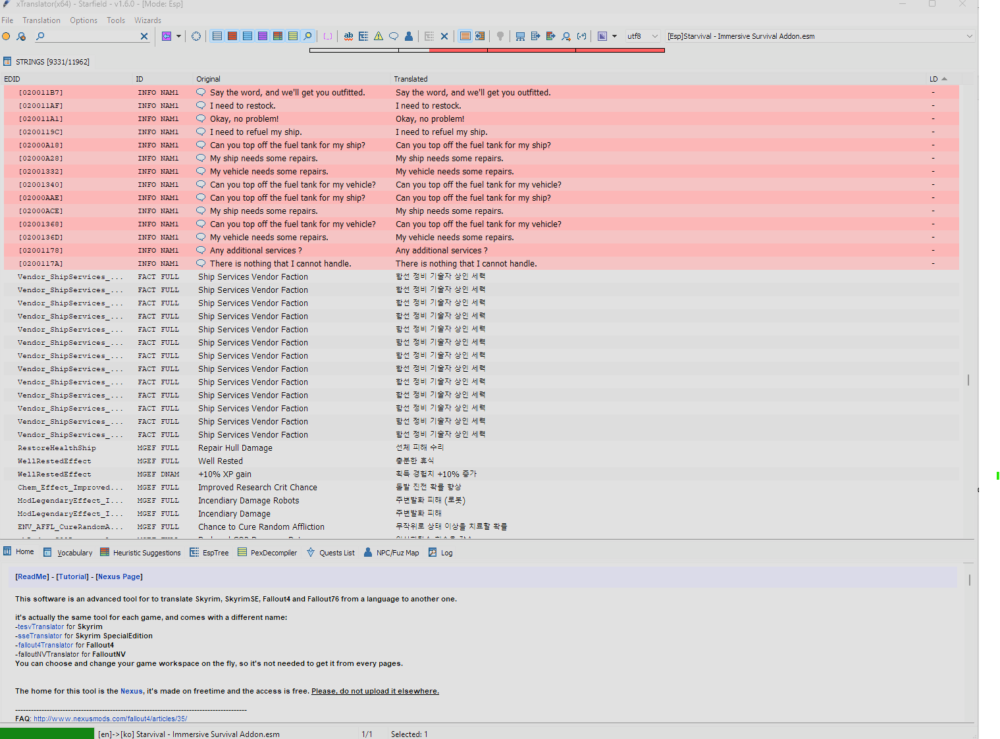 xTranslator(x64) - Starfield - v1.6.0 - [Mode: Esp]
File Translation Options Tools Wizards
utf8 [Esp]Starvival - Immersive Survival Addon.esm
STRINGS [9331/11962]
EDID ID Original Translated LD
[020011B7] INFO NAM1 Say the word, and we'll get you outfitted. Say the word, and we'll get you outfitted. -
[020011AF] INFO NAM1 I need to restock. I need to restock. -
[020011A1] INFO NAM1 Okay, no problem! Okay, no problem! -
[0200119C] INFO NAM1 I need to refuel my ship. I need to refuel my ship. -
[02000A18] INFO NAM1 Can you top off the fuel tank for my ship? Can you top off the fuel tank for my ship? -
[02000A28] INFO NAM1 My ship needs some repairs. My ship needs some repairs. -
[02001332] INFO NAM1 My vehicle needs some repairs. My vehicle needs some repairs. -
[02001340] INFO NAM1 Can you top off the fuel tank for my vehicle? Can you top off the fuel tank for my vehicle? -
[02000AAE] INFO NAM1 Can you top off the fuel tank for my ship? Can you top off the fuel tank for my ship? -
[02000ACE] INFO NAM1 My ship needs some repairs. My ship needs some repairs. -
[02001368] INFO NAM1 Can you top off the fuel tank for my vehicle? Can you top off the fuel tank for my vehicle? -
[0200136D] INFO NAM1 My vehicle needs some repairs. My vehicle needs some repairs. -
[02001178] INFO NAM1 Any additional services ? Any additional services ? -
[0200117A] INFO NAM1 There is nothing that I cannot handle. There is nothing that I cannot handle. -
Vendor_ShipServices_... FACT FULL Ship Services Vendor Faction 함선 정비 기술자 상인 세력
Vendor_ShipServices_... FACT FULL Ship Services Vendor Faction 함선 정비 기술자 상인 세력
Vendor_ShipServices_... FACT FULL Ship Services Vendor Faction 함선 정비 기술자 상인 세력
Vendor_ShipServices_... FACT FULL Ship Services Vendor Faction 함선 정비 기술자 상인 세력
Vendor_ShipServices_... FACT FULL Ship Services Vendor Faction 함선 정비 기술자 상인 세력
Vendor_ShipServices_... FACT FULL Ship Services Vendor Faction 함선 정비 기술자 상인 세력
Vendor_ShipServices_... FACT FULL Ship Services Vendor Faction 함선 정비 기술자 상인 세력
Vendor_ShipServices_... FACT FULL Ship Services Vendor Faction 함선 정비 기술자 상인 세력
Vendor_ShipServices_... FACT FULL Ship Services Vendor Faction 함선 정비 기술자 상인 세력
Vendor_ShipServices_... FACT FULL Ship Services Vendor Faction 함선 정비 기술자 상인 세력
Vendor_ShipServices_... FACT FULL Ship Services Vendor Faction 함선 정비 기술자 상인 세력
Vendor_ShipServices_... FACT FULL Ship Services Vendor Faction 함선 정비 기술자 상인 세력
Vendor_ShipServices_... FACT FULL Ship Services Vendor Faction 함선 정비 기술자 상인 세력
RestoreHealthShip MGEF FULL Repair Hull Damage 선체 피해 수리
WellRestedEffect MGEF FULL Well Rested 충분한 휴식
WellRestedEffect MGEF DNAM +10% XP gain 획득 경험치 +10% 증가
Chem_Effect_Improved... MGEF FULL Improved Research Crit Chance 돌발 진전 확률 향상
ModLegendaryEffect_I... MGEF FULL Incendiary Damage Robots 주변발화 피해 (로봇)
ModLegendaryEffect_I... MGEF FULL Incendiary Damage 주변발화 피해
ENV_AFFL_CureRandomA... MGEF FULL Chance to Cure Random Affliction 무작위로 상태 이상을 치료할 확률
Home Vocabulary Heuristic Suggestions EspTree PexDecompiler Quests List NPC/Fuz Map Log
[ReadMe] - [Tutorial] - [Nexus Page]
This software is an advanced tool for to translate Skyrim, SkyrimSE, Fallout4 and Fallout76 from a language to another one.
it's actually the same tool for each game, and comes with a different name:
-tesvTranslator for Skyrim
-sseTranslator for Skyrim SpecialEdition
-fallout4Translator for Fallout4
-falloutNVTranslator for FalloutNV
You can choose and change your game workspace on the fly, so it's not needed to get it from every pages.
The home for this tool is the Nexus, it's made on freetime and the access is free. Please, do not upload it elsewhere.
FAQ: http://www.nexusmods.com/fallout4/articles/35/
[en]->[ko] Starvival - Immersive Survival Addon.esm 1/1 Selected: 1